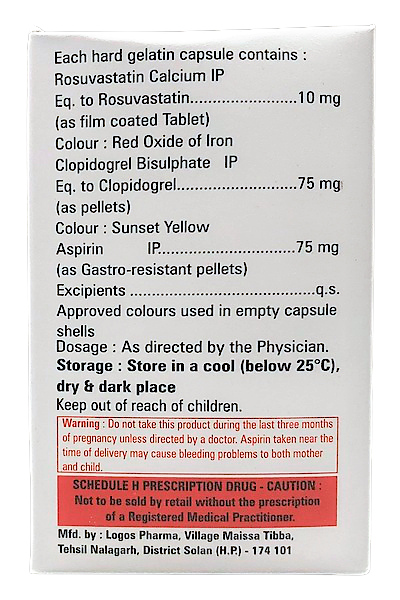 Each hard gelatin capsule contains :
Rosuvastatin Calcium IP
Eq. to Rosuvastatin........................10 mg
(as film coated Tablet)
Colour : Red Oxide of Iron
Clopidogrel Bisulphate IP
Eq. to Clopidogrel...........................75 mg
(as pellets)
Colour : Sunset Yellow
Aspirin IP..............................75 mg
(as Gastro-resistant pellets)
Excipients .........................................q.s.
Approved colours used in empty capsule
shells
Dosage : As directed by the Physician.
Storage : Store in a cool (below 25°C),
dry & dark place
Keep out of reach of children.
Warning : Do not take this product during the last three months
of pregnancy unless directed by a doctor. Aspirin taken near the
time of delivery may cause bleeding problems to both mother
and child.
SCHEDULE H PRESCRIPTION DRUG - CAUTION :
Not to be sold by retail without the prescription
of a Registered Medical Practitioner.
Mfd. by : Logos Pharma, Village Maissa Tibba,
Tehsil Nalagarh, District Solan (H.P.) - 174 101